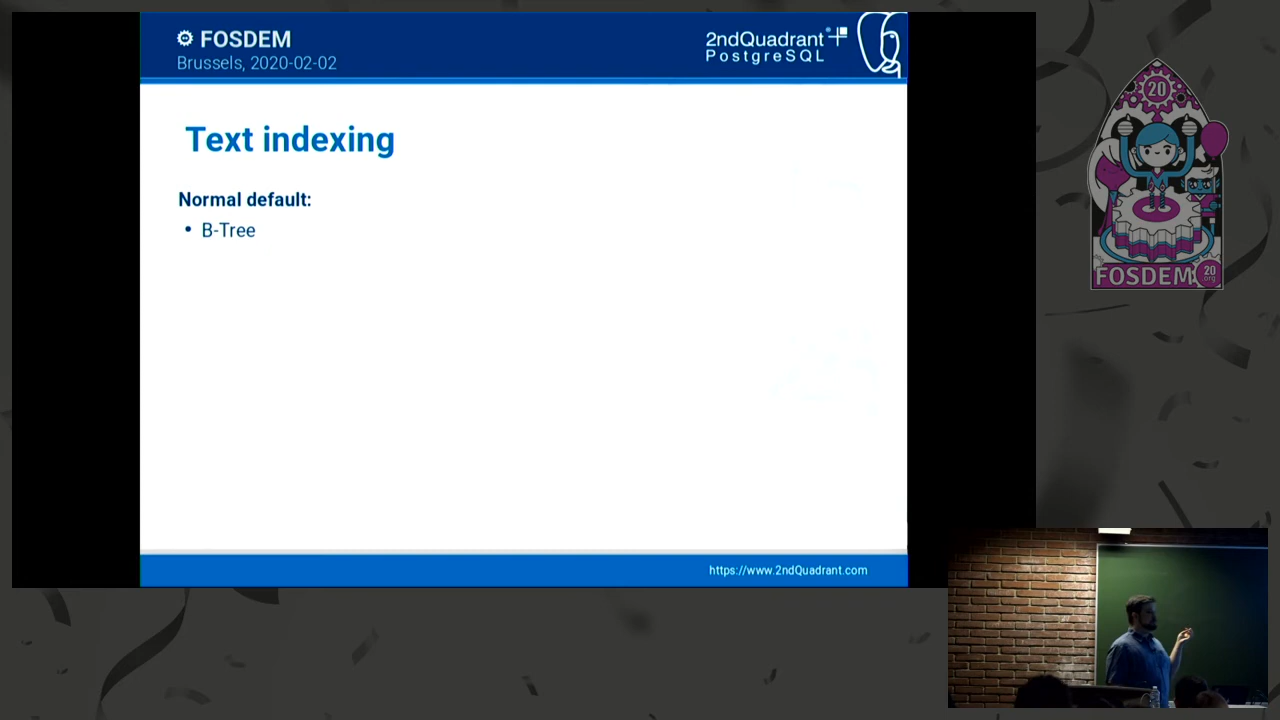 FOSDEM
Brussels, 2020-02-02
2ndQuadrant®
PostgreSQL
Text indexing
Normal default:
• B-Tree
https://www.2ndQuadrant.com
20
FOSDEM
20
org